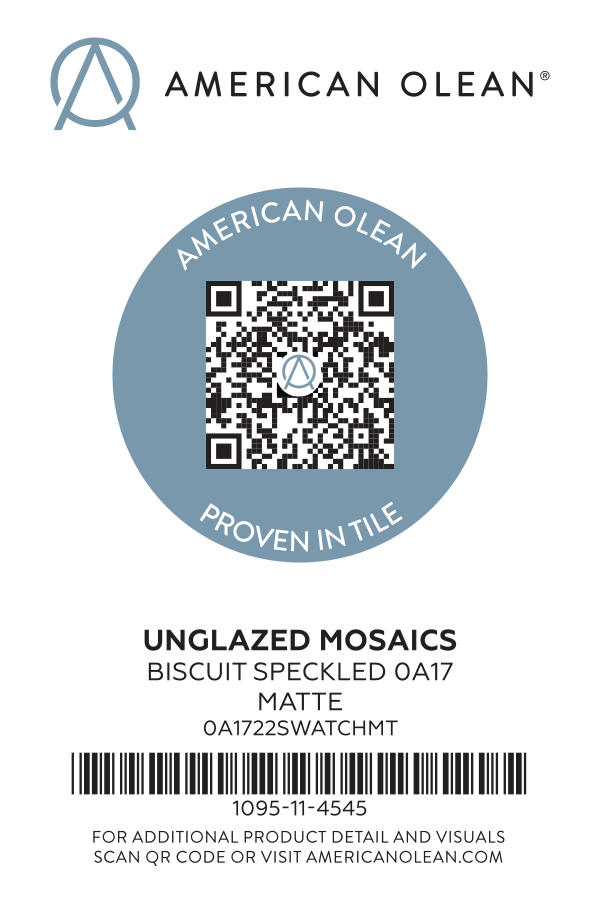 AMERICAN OLEAN®
AMERICAN OLEAN
PROVEN IN TILE
UNGLAZED MOSAICS
BISCUIT SPECKLED 0A17
MATTE
0A1722SWATCHMT
1095-11-4545
FOR ADDITIONAL PRODUCT DETAIL AND VISUALS
SCAN QR CODE OR VISIT AMERICANOLEAN.COM